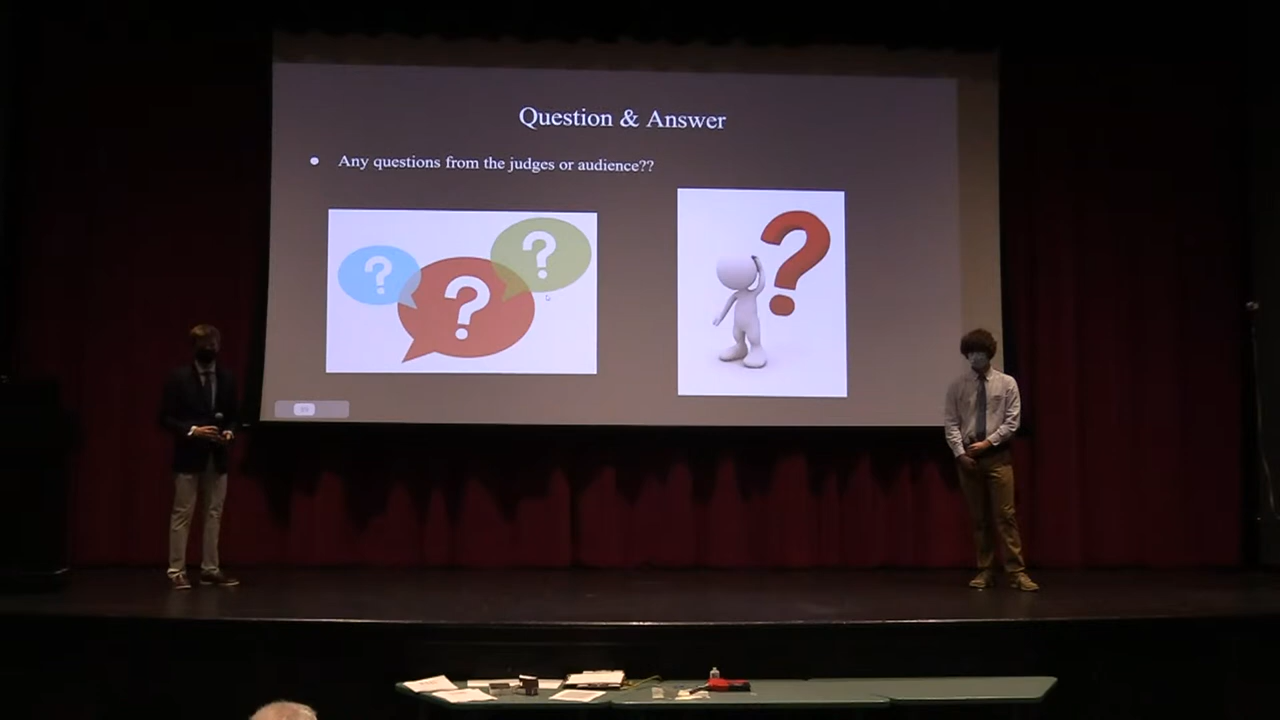 Question & Answer
● Any questions from the judges or audience??
?
?
?
?